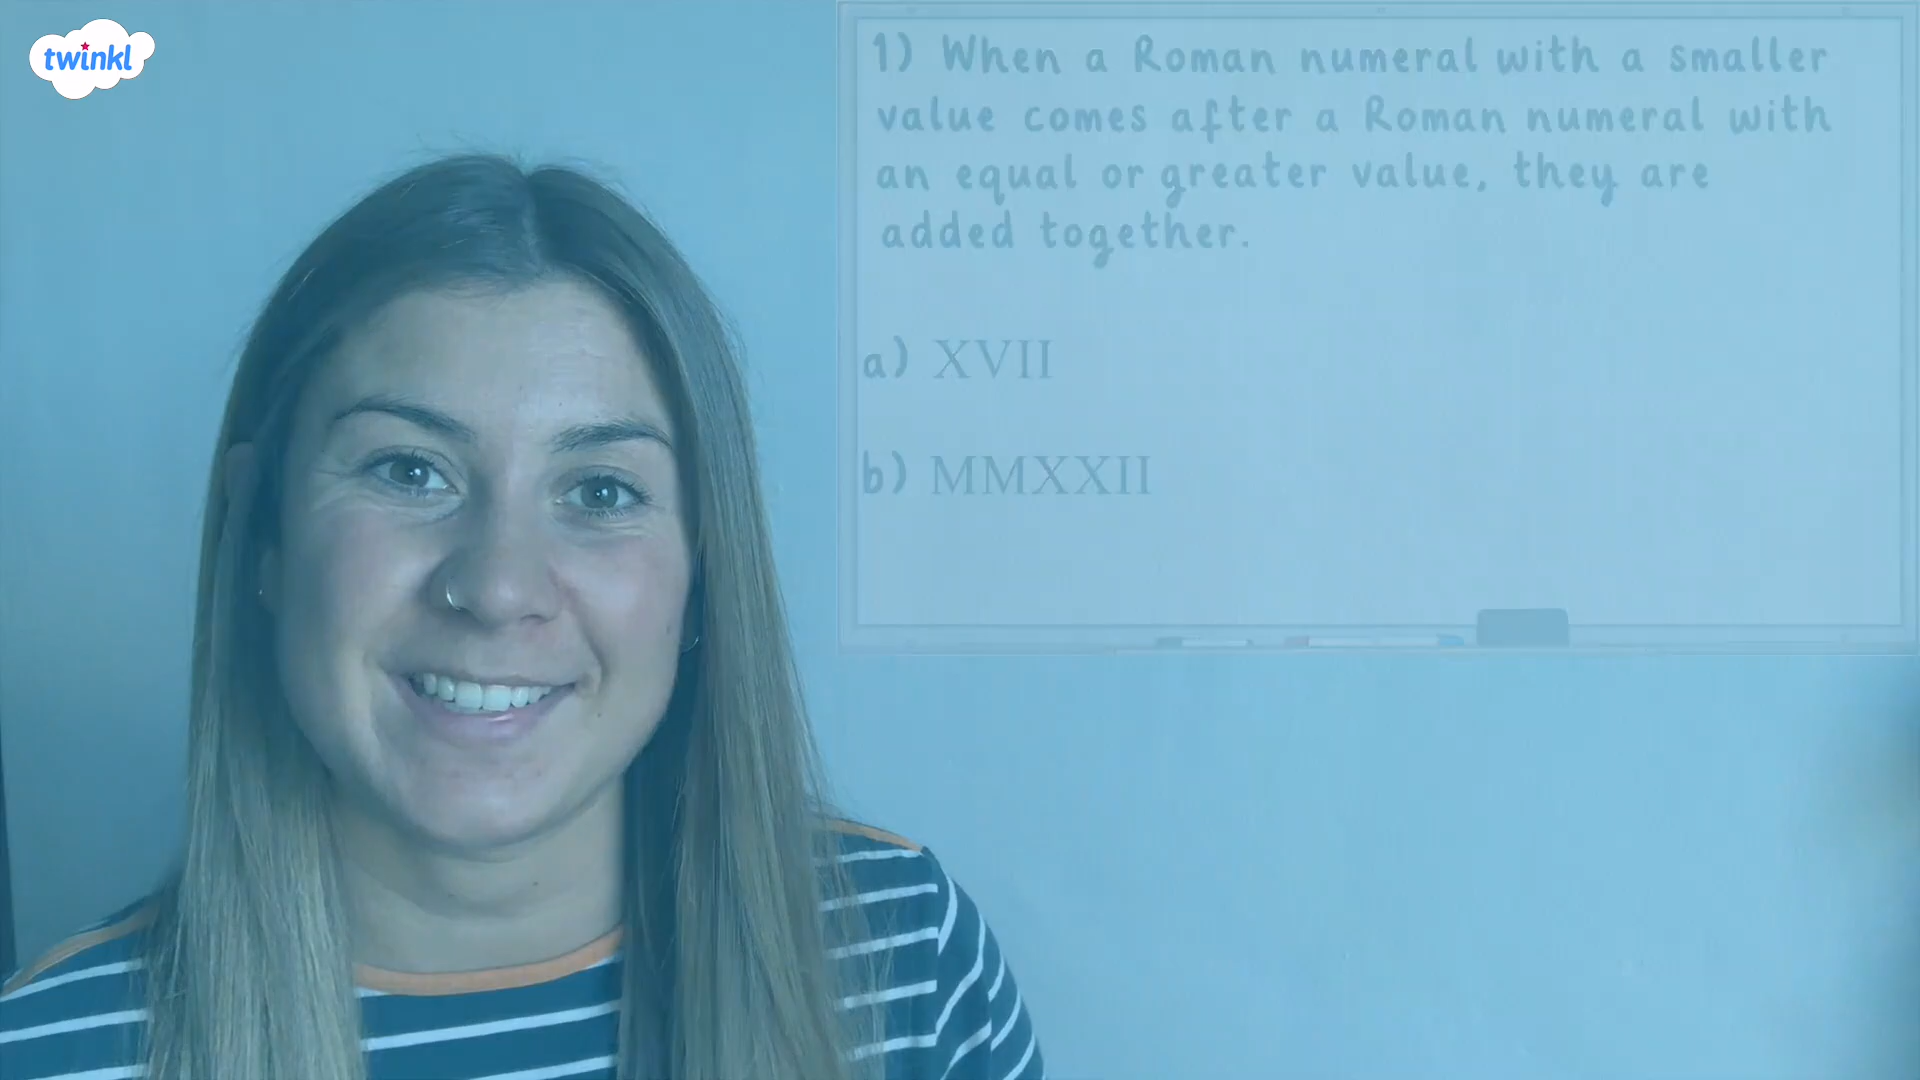 twinkl
1) When a Roman numeral with a smaller
value comes after a Roman numeral with
an equal or greater value, they are
added together.
a) XVII
b) MMXXII